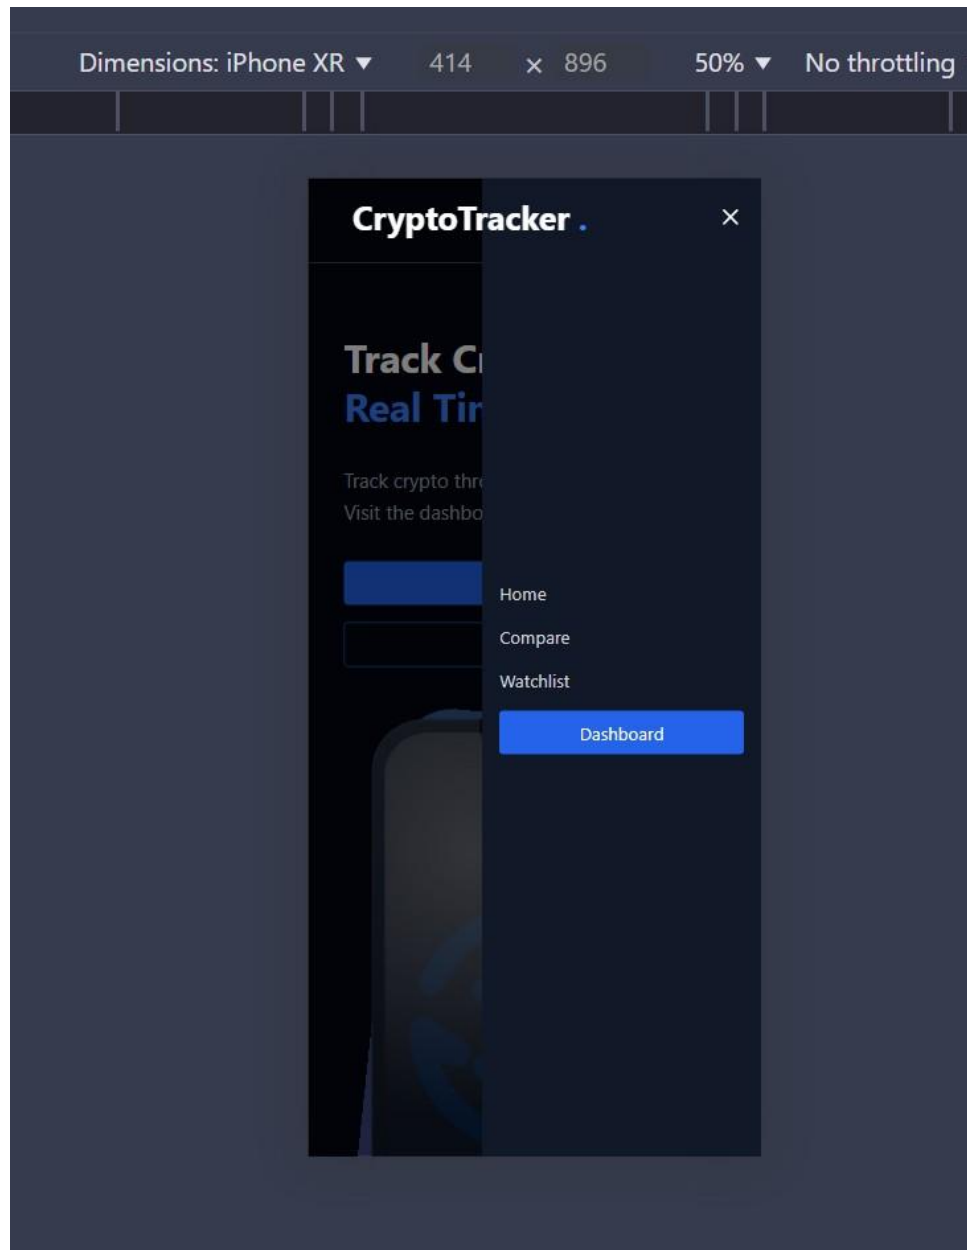 Dimensions: iPhone XR ▼ 414 × 896 50% ▼ No throttling
CryptoTracker . ×
Track C
Real Ti
Track crypto thr
Visit the dashbo
Home
Compare
Watchlist
Dashboard